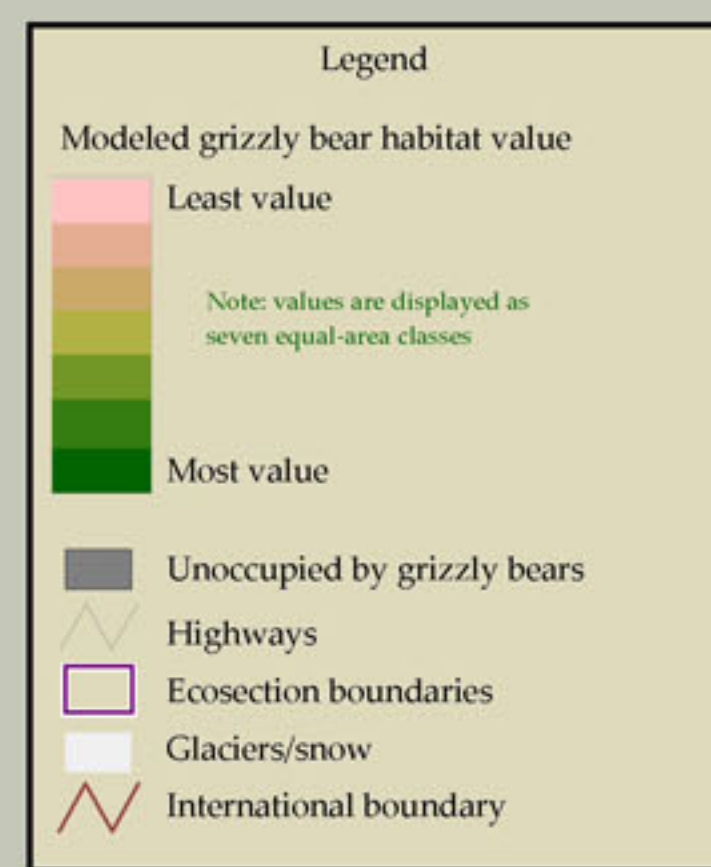 Legend
Modeled grizzly bear habitat value
Least value
Note: values are displayed as
seven equal-area classes
Most value
Unoccupied by grizzly bears
Highways
Ecosection boundaries
Glaciers/snow
International boundary